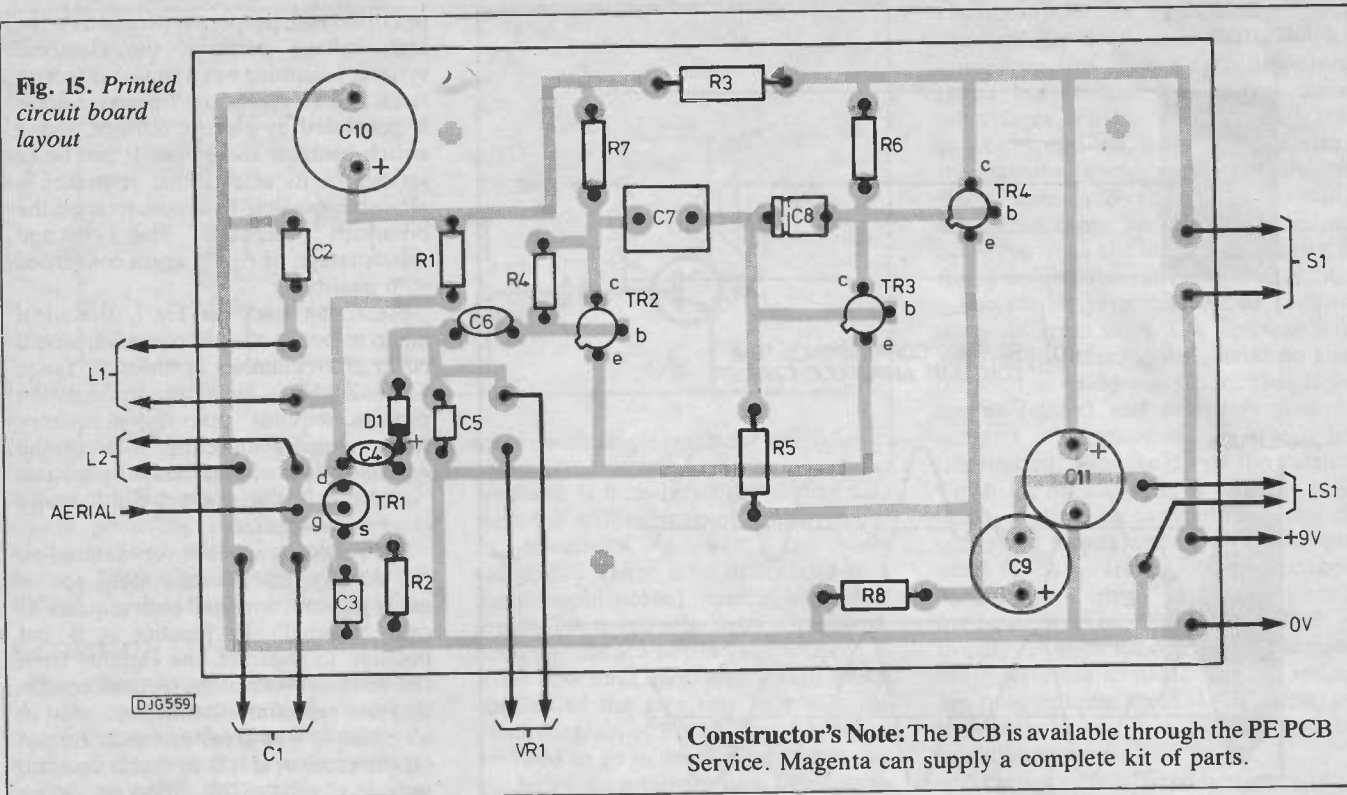 Fig. 15. Printed
circuit board
layout
C10
+
R3
R7
R6
C2
R1
R4
C7
C8
c
TR4
b
e
S1
c
TR2
b
e
c
TR3
b
e
C6
L1
D1
+
C5
R5
C4
L2
d
AERIAL
g
TR1
s
+
C11
LS1
+9V
C3
R2
R8
C9
+
0V
DJG559
C1
VR1
Constructor's Note: The PCB is available through the PE PCB
Service. Magenta can supply a complete kit of parts.